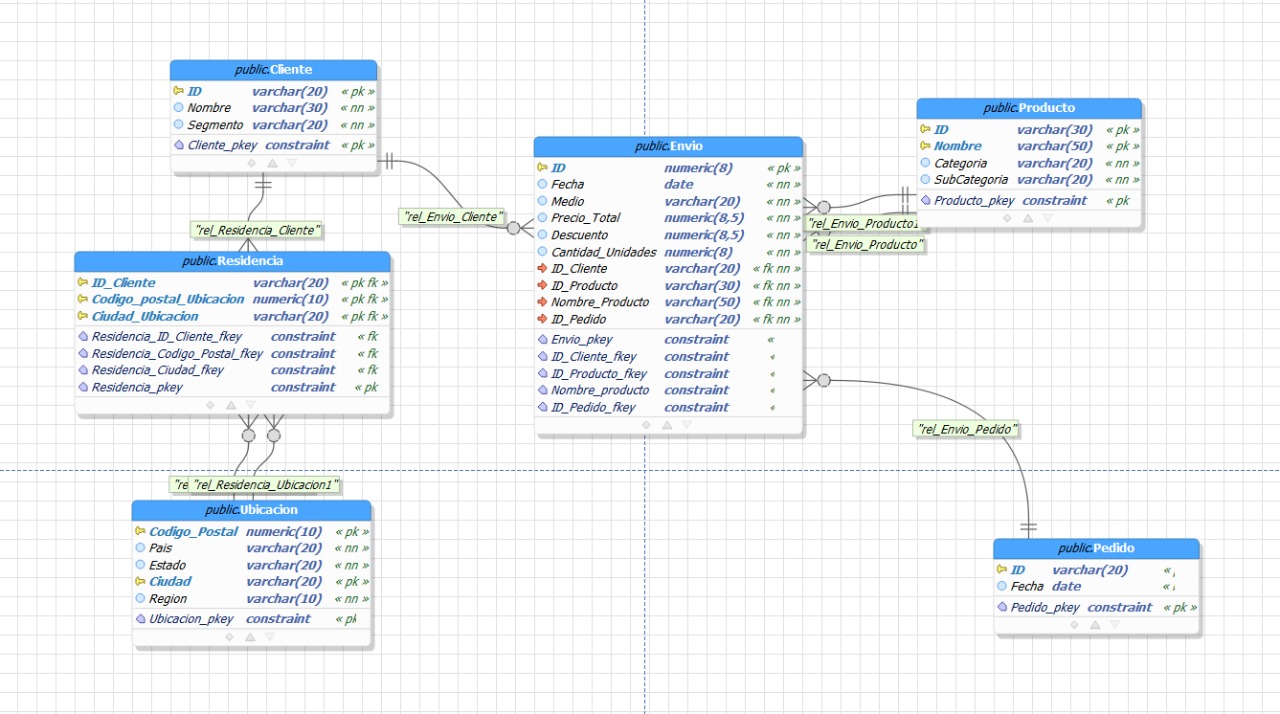 public.Cliente
ID varchar(20) « pk »
Nombre varchar(30) « nn »
Segmento varchar(20) « nn »
Cliente_pkey constraint « pk »
"rel_Residencia_Cliente"
public.Residencia
ID_Cliente varchar(20) « pk fk »
Codigo_postal_Ubicacion numeric(10) « pk fk »
Ciudad_Ubicacion varchar(20) « pk fk »
Residencia_ID_Cliente_fkey constraint « fk
Residencia_Codigo_Postal_fkey constraint « fk
Residencia_Ciudad_fkey constraint « fk
Residencia_pkey constraint « pk
"re "rel_Residencia_Ubicacion1"
public.Ubicacion
Codigo_Postal numeric(10) « pk »
Pais varchar(20) « nn »
Estado varchar(20) « nn »
Ciudad varchar(20) « pk »
Region varchar(10) « nn »
Ubicacion_pkey constraint « pk
"rel_Envio_Cliente"
public.Envio
ID numeric(8) « pk »
Fecha date « nn »
Medio varchar(20) « nn »
Precio_Total numeric(8,5) « nn »
Descuento numeric(8,5) « nn »
Cantidad_Unidades numeric(8) « nn »
ID_Cliente varchar(20) « fk nn »
ID_Producto varchar(30) « fk nn »
Nombre_Producto varchar(50) « fk nn »
ID_Pedido varchar(20) « fk nn »
Envio_pkey constraint «
ID_Cliente_fkey constraint «
ID_Producto_fkey constraint «
Nombre_producto constraint «
ID_Pedido_fkey constraint «
"rel_Envio_Producto1
"rel_Envio_Producto"
public.Producto
ID varchar(30) « pk »
Nombre varchar(50) « pk »
Categoria varchar(20) « nn »
SubCategoria varchar(20) « nn »
Producto_pkey constraint « pk
"rel_Envio_Pedido"
public.Pedido
ID varchar(20) «
Fecha date «
Pedido_pkey constraint « pk »